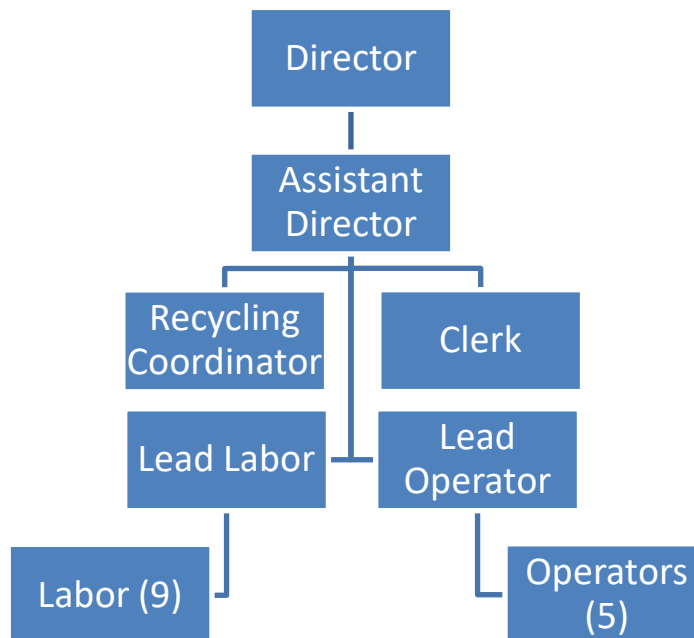 Director
Assistant
Director
Recycling
Coordinator
Clerk
Lead Labor
Lead
Operator
Labor (9)
Operators
(5)